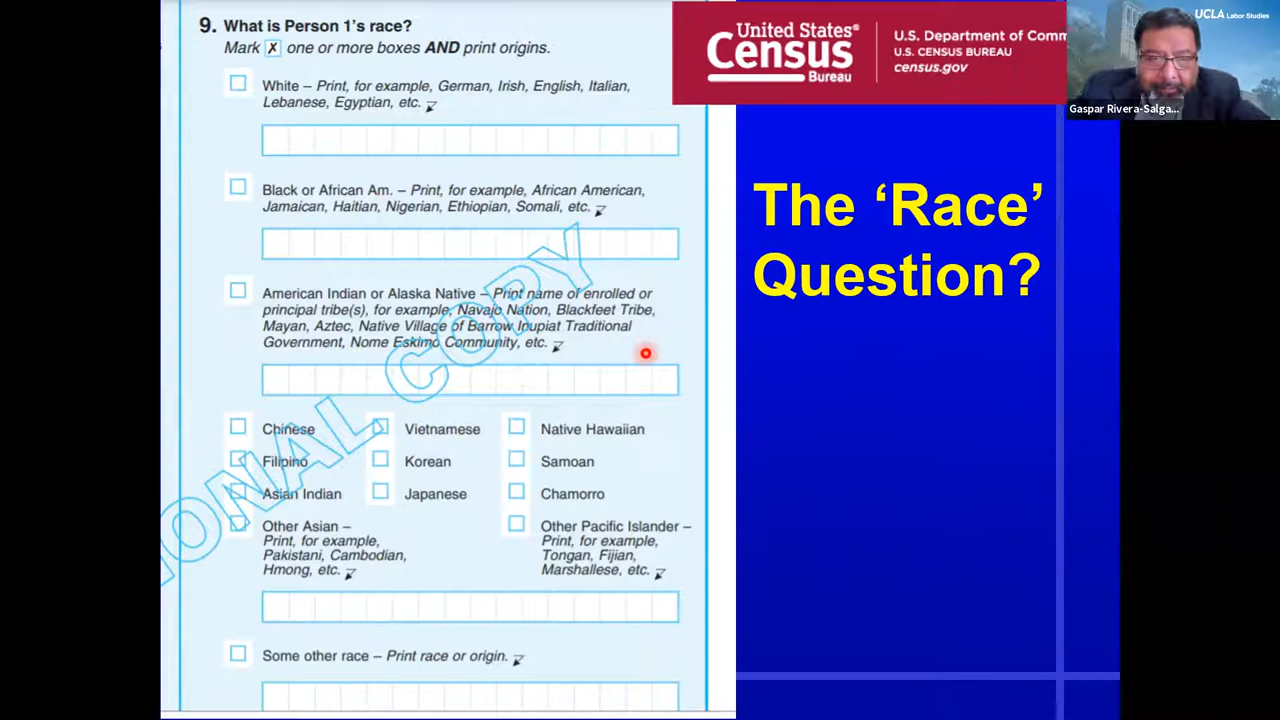 9. What is Person 1's race?
Mark X one or more boxes AND print origins.
White – Print, for example, German, Irish, English, Italian,
Lebanese, Egyptian, etc.
Black or African Am. – Print, for example, African American,
Jamaican, Haitian, Nigerian, Ethiopian, Somali, etc.
American Indian or Alaska Native – Print name of enrolled or
principal tribe(s), for example, Navajo Nation, Blackfeet Tribe,
Mayan, Aztec, Native Village of Barrow Inupiat Traditional
Government, Nome Eskimo Community, etc.
Chinese
Vietnamese
Native Hawaiian
Filipino
Korean
Samoan
Asian Indian
Japanese
Chamorro
Other Asian –
Print, for example,
Pakistani, Cambodian,
Hmong, etc.
Other Pacific Islander –
Print, for example,
Tongan, Fijian,
Marshallese, etc.
Some other race – Print race or origin.
IONAL COPY
United States®
Census
Bureau
U.S. Department of Comm
U.S. CENSUS BUREAU
census.gov
The ‘Race’
Question?
UCLA Labor Studies
Gaspar Rivera-Salga...